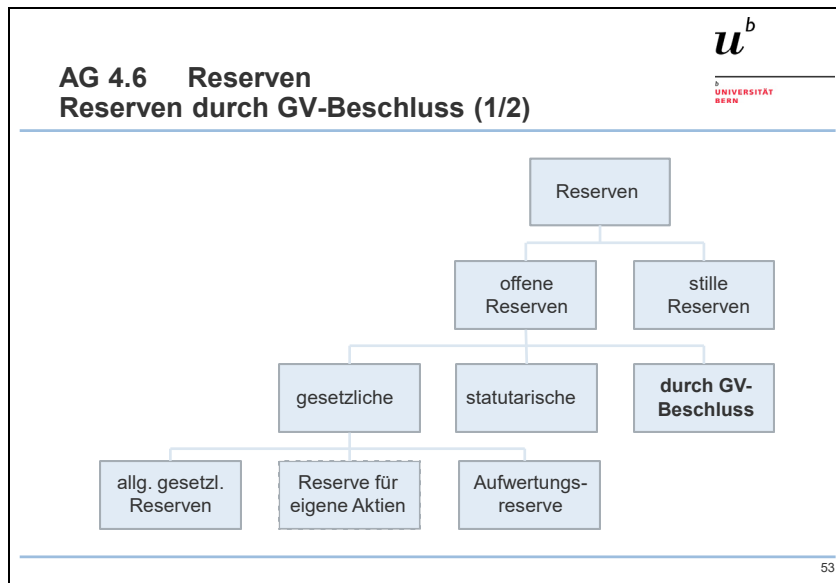 u^b
AG 4.6 Reserven
Reserven durch GV-Beschluss (1/2)
b
UNIVERSITÄT
BERN
Reserven
offene
Reserven
stille
Reserven
gesetzliche
statutarische
durch GV-
Beschluss
allg. gesetzl.
Reserven
Reserve für
eigene Aktien
Aufwertungs-
reserve
53